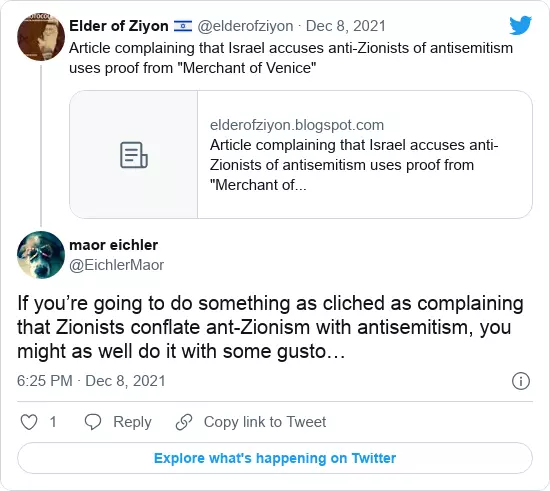 Elder of Ziyon 🇮🇱 @elderofziyon · Dec 8, 2021
Article complaining that Israel accuses anti-Zionists of antisemitism
uses proof from "Merchant of Venice"
elderofziyon.blogspot.com
Article complaining that Israel accuses anti-
Zionists of antisemitism uses proof from
"Merchant of...
maor eichler
@EichlerMaor
If you’re going to do something as cliched as complaining
that Zionists conflate ant-Zionism with antisemitism, you
might as well do it with some gusto…
6:25 PM · Dec 8, 2021
1 Reply Copy link to Tweet
Explore what's happening on Twitter